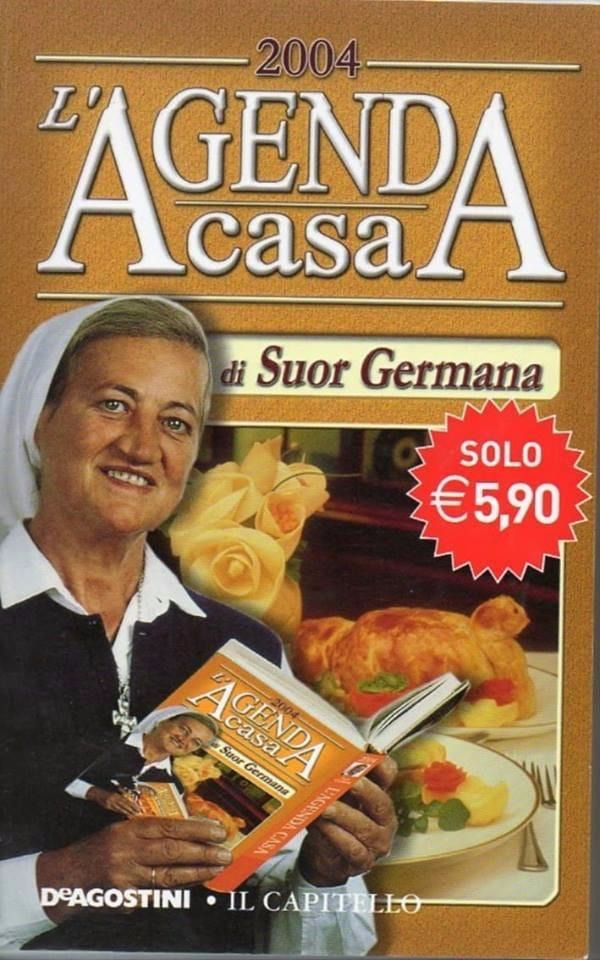 2004
L'AGENDA
casa
di Suor Germana
SOLO
€5,90
2004
L'AGENDA
casa
di Suor Germana
L'AGENDA CASA
DeAGOSTINI • IL CAPITELLO